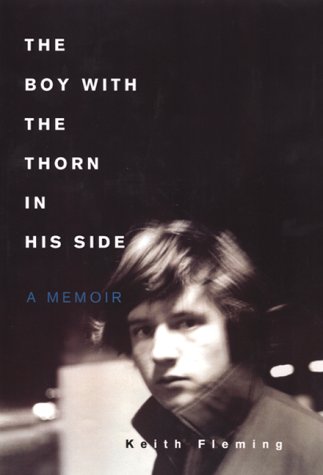 THE
BOY WITH
THE
THORN
IN
HIS SIDE
A MEMOIR
Keith Fleming